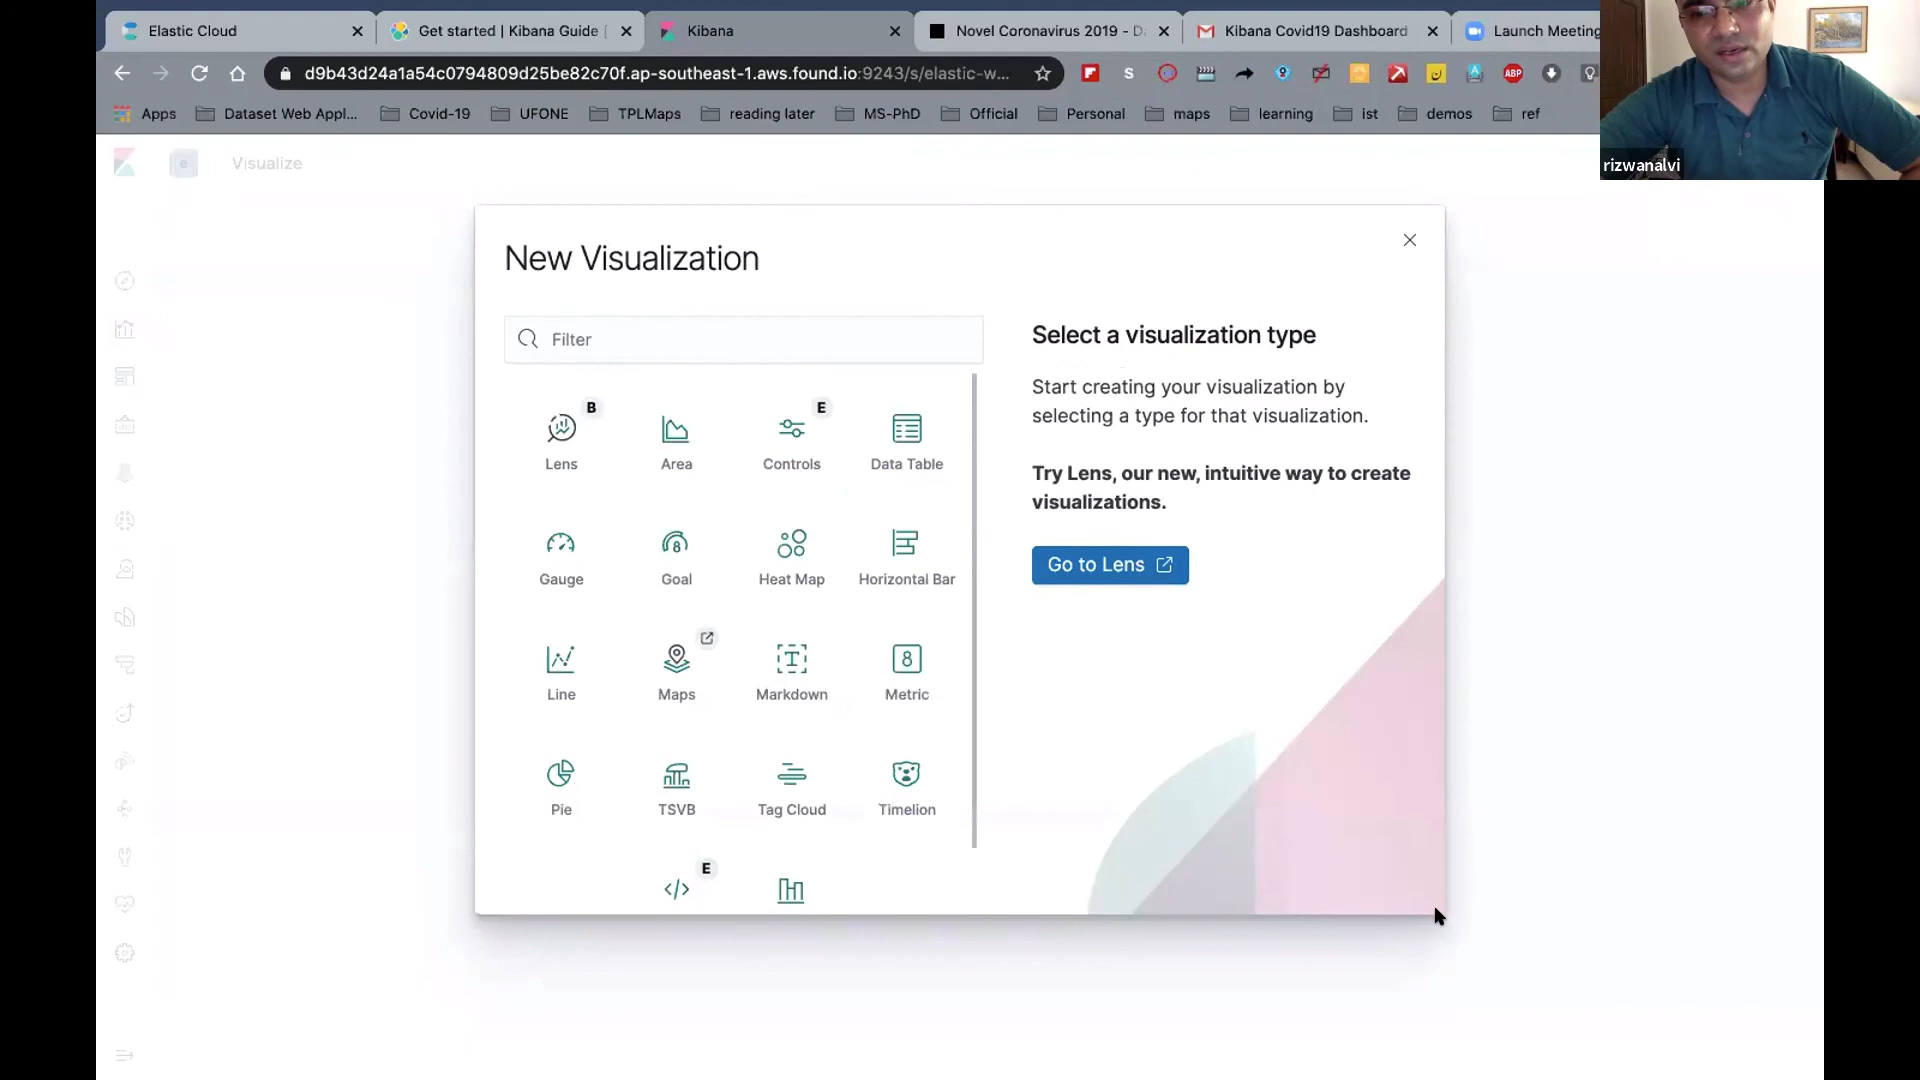 Elastic Cloud
Get started | Kibana Guide
Kibana
Novel Coronavirus 2019 - D
Kibana Covid19 Dashboard
Launch Meeting
d9b43d24a1a54c0794809d25be82c70f.ap-southeast-1.aws.found.io:9243/s/elastic-w...
S
ABP
Apps
Dataset Web Appl...
Covid-19
UFONE
TPLMaps
reading later
MS-PhD
Official
Personal
maps
learning
ist
demos
ref
rizwanalvi
e
Visualize
New Visualization
Filter
B
Lens
Area
E
Controls
Data Table
Gauge
Goal
Heat Map
Horizontal Bar
Line
Maps
Markdown
Metric
Pie
TSVB
Tag Cloud
Timelion
E
Select a visualization type
Start creating your visualization by
selecting a type for that visualization.
Try Lens, our new, intuitive way to create
visualizations.
Go to Lens